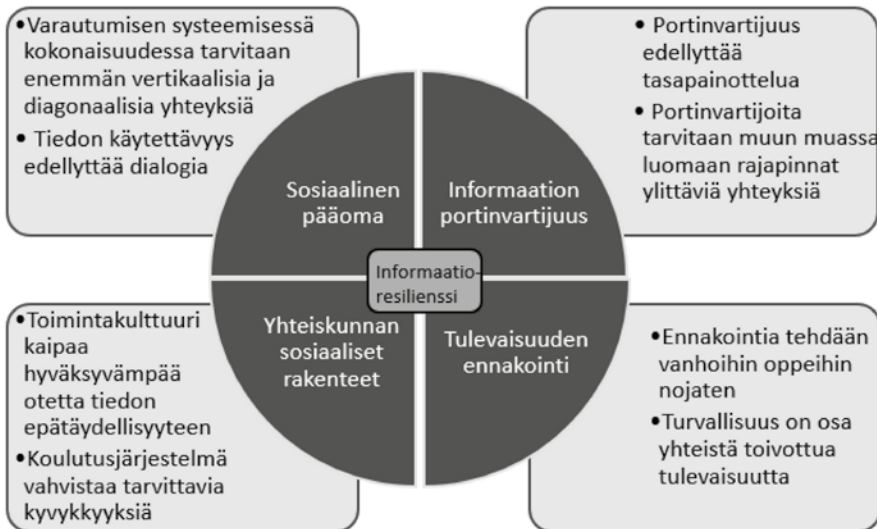 •Varautumisen systeemisessä
kokonaisuudessa tarvitaan
enemmän vertikaalisia ja
diagonaalisia yhteyksiä
• Tiedon käytettävyys
edellyttää dialogia
• Portinvartijuus
edellyttää
tasapainottelua
• Portinvartijoita
tarvitaan muun muassa
luomaan rajapinnat
ylittäviä yhteyksiä
Sosiaalinen
pääoma
Informaation
portinvartijuus
Informaatio-
resilienssi
Yhteiskunnan
sosiaaliset
rakenteet
Tulevaisuuden
ennakointi
•Toimintakulttuuri
kaipaa
hyväksyvämpää
otetta tiedon
epätäydellisyyteen
•Koulutusjärjestelmä
vahvistaa tarvittavia
kyvykkyyksiä
•Ennakointia tehdään
vanhoihin oppeihin
nojaten
•Turvallisuus on osa
yhteistä toivottua
tulevaisuutta